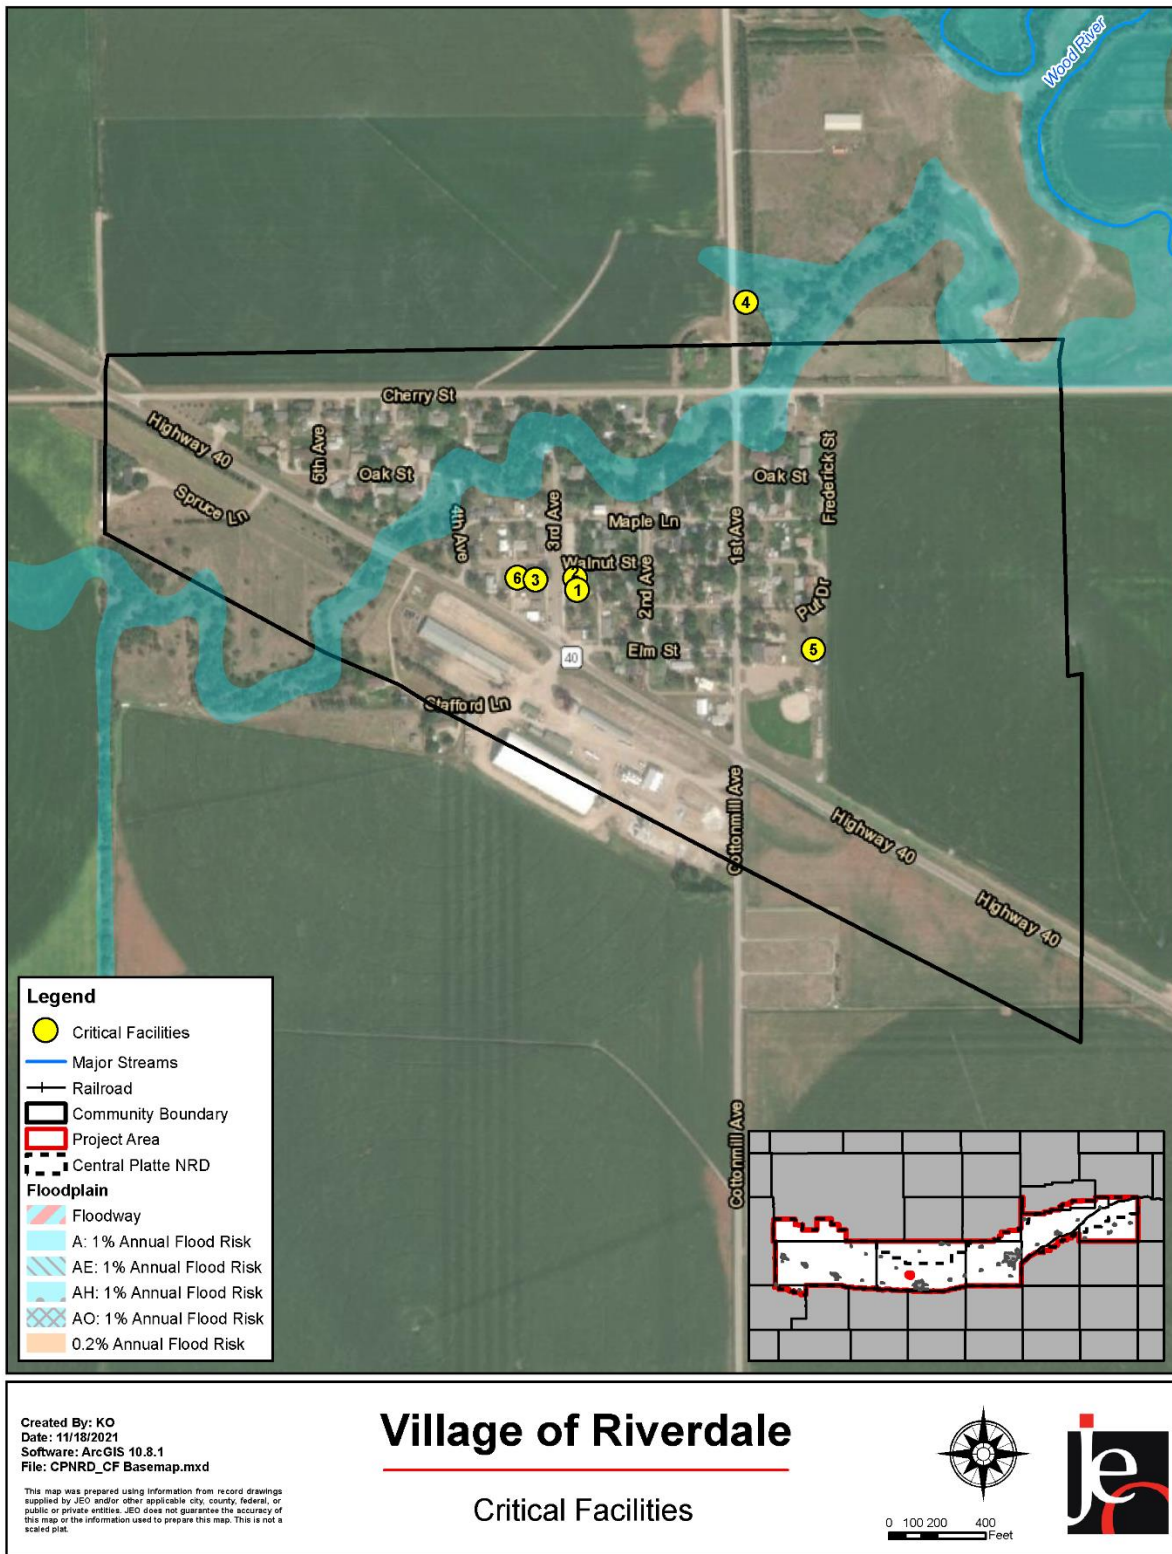 Wood River
4
Cherry St
Highway 40
5th Ave
Oak St
Spruce Ln
4th Ave
3rd Ave
Maple Ln
Oak St
Frederick St
1st Ave
Walnut St
2nd Ave
6
3
2
1
Purr Dr
Elm St
5
40
Stafford Ln
Cottonmill Ave
Highway 40
Highway 40
Cottonmill Ave
Legend
Critical Facilities
Major Streams
Railroad
Community Boundary
Project Area
Central Platte NRD
Floodplain
Floodway
A: 1% Annual Flood Risk
AE: 1% Annual Flood Risk
AH: 1% Annual Flood Risk
AO: 1% Annual Flood Risk
0.2% Annual Flood Risk
Created By: KO
Date: 11/18/2021
Software: ArcGIS 10.8.1
File: CPNRD_CF Basemap.mxd
This map was prepared using information from record drawings
supplied by JEO and/or other applicable city, county, federal, or
public or private entities. JEO does not guarantee the accuracy of
this map or the information used to prepare this map. This is not a
scaled plat.
Village of Riverdale
Critical Facilities
0 100 200 400
Feet
jeo